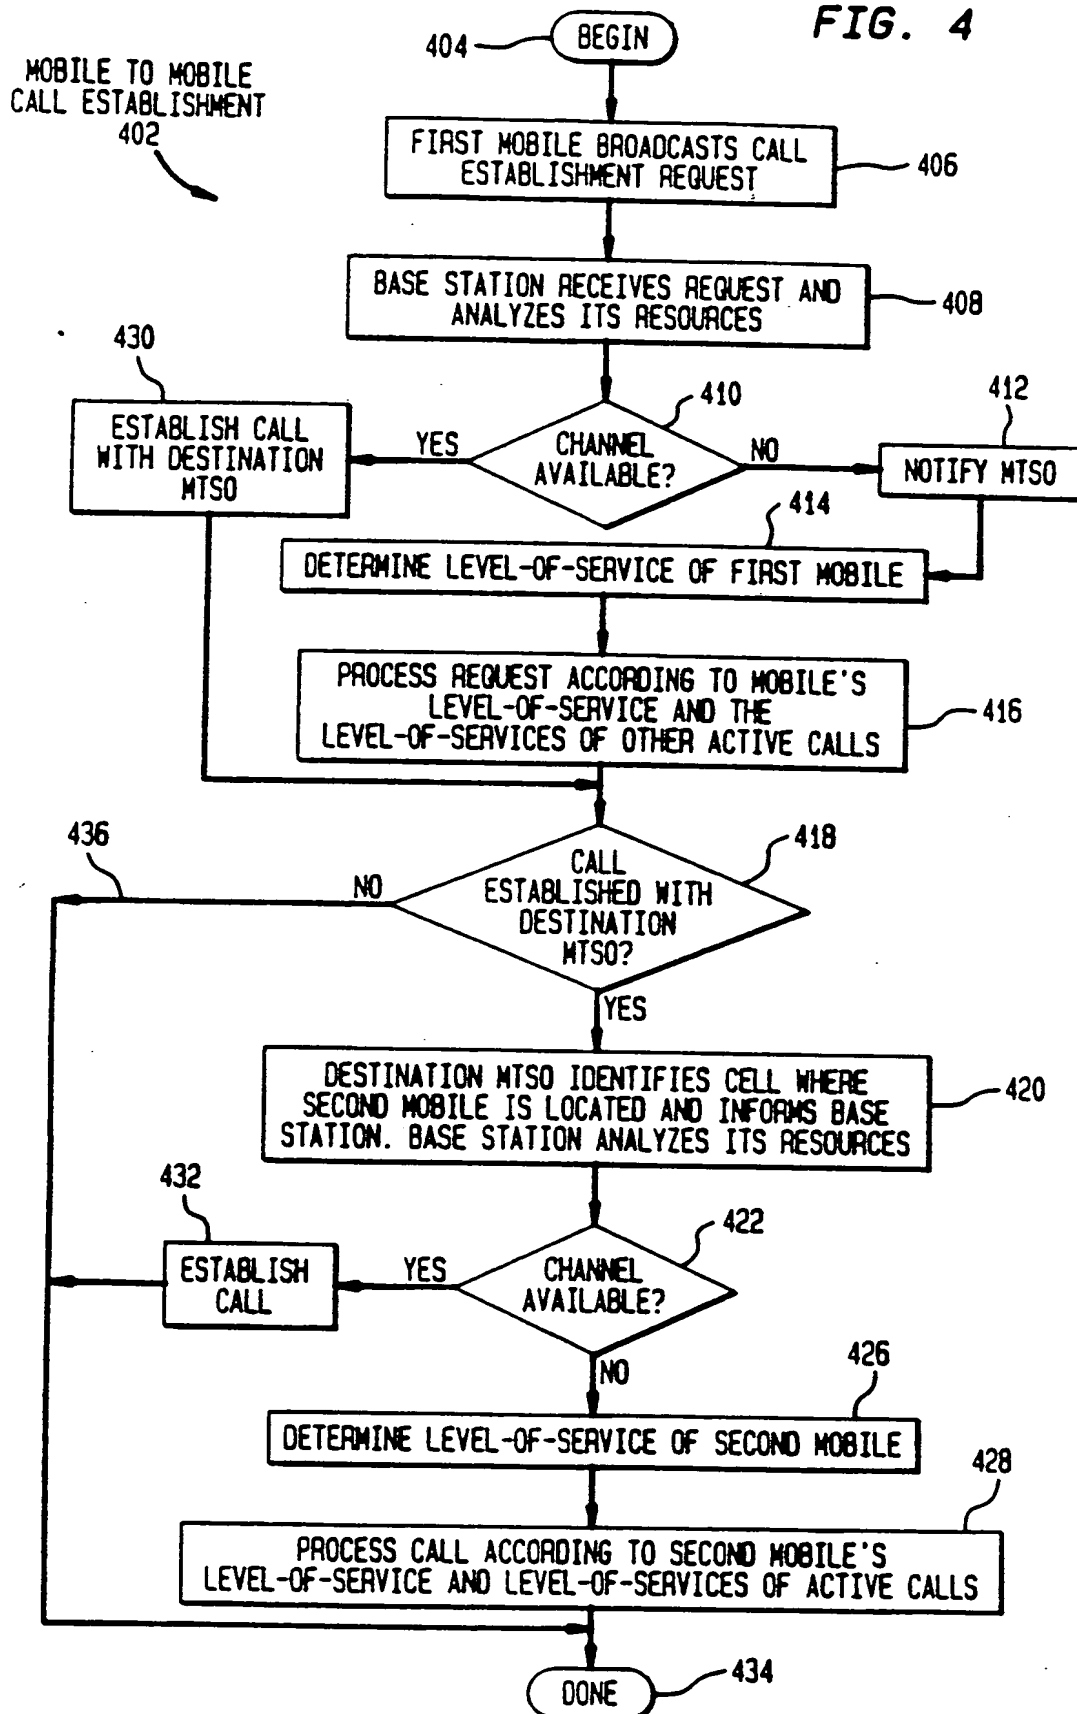 FIG. 4
404
BEGIN
MOBILE TO MOBILE
CALL ESTABLISHMENT
402
FIRST MOBILE BROADCASTS CALL
ESTABLISHMENT REQUEST
406
BASE STATION RECEIVES REQUEST AND
ANALYZES ITS RESOURCES
408
430
410
412
ESTABLISH CALL
WITH DESTINATION
MTSO
YES
CHANNEL
AVAILABLE?
NO
NOTIFY MTSO
414
DETERMINE LEVEL-OF-SERVICE OF FIRST MOBILE
PROCESS REQUEST ACCORDING TO MOBILE'S
LEVEL-OF-SERVICE AND THE
LEVEL-OF-SERVICES OF OTHER ACTIVE CALLS
416
436
418
NO
CALL
ESTABLISHED WITH
DESTINATION
MTSO?
YES
DESTINATION MTSO IDENTIFIES CELL WHERE
SECOND MOBILE IS LOCATED AND INFORMS BASE
STATION. BASE STATION ANALYZES ITS RESOURCES
420
432
422
ESTABLISH
CALL
YES
CHANNEL
AVAILABLE?
NO
426
DETERMINE LEVEL-OF-SERVICE OF SECOND MOBILE
428
PROCESS CALL ACCORDING TO SECOND MOBILE'S
LEVEL-OF-SERVICE AND LEVEL-OF-SERVICES OF ACTIVE CALLS
DONE
434